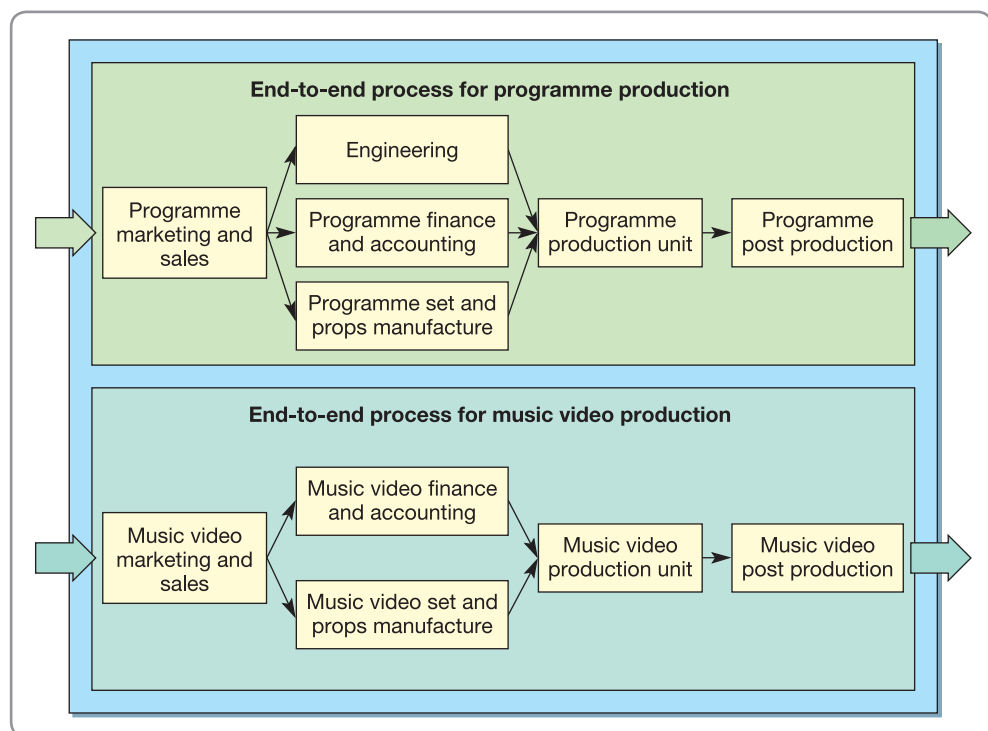 End-to-end process for programme production
Engineering
Programme
marketing and
sales
Programme finance
and accounting
Programme set and
props manufacture
Programme
production unit
Programme
post production
End-to-end process for music video production
Music video
marketing and
sales
Music video finance
and accounting
Music video set and
props manufacture
Music video
production unit
Music video
post production